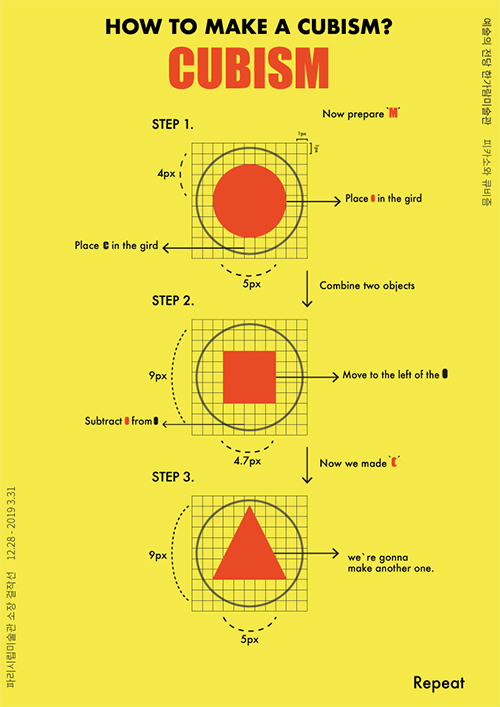 HOW TO MAKE A CUBISM?
CUBISM
예술의 전당 한가람미술관 피카소와 큐비즘
Now prepare `M`
STEP 1.
1px
1px
4px
Place in the gird
Place C in the gird
5px
Combine two objects
STEP 2.
9px
Move to the left of the
Subtract from
4.7px
Now we made `C`
STEP 3.
9px
we`re gonna
make another one.
5px
파리시립미술관 소장 걸작선 12.28 - 2019 3.31
Repeat